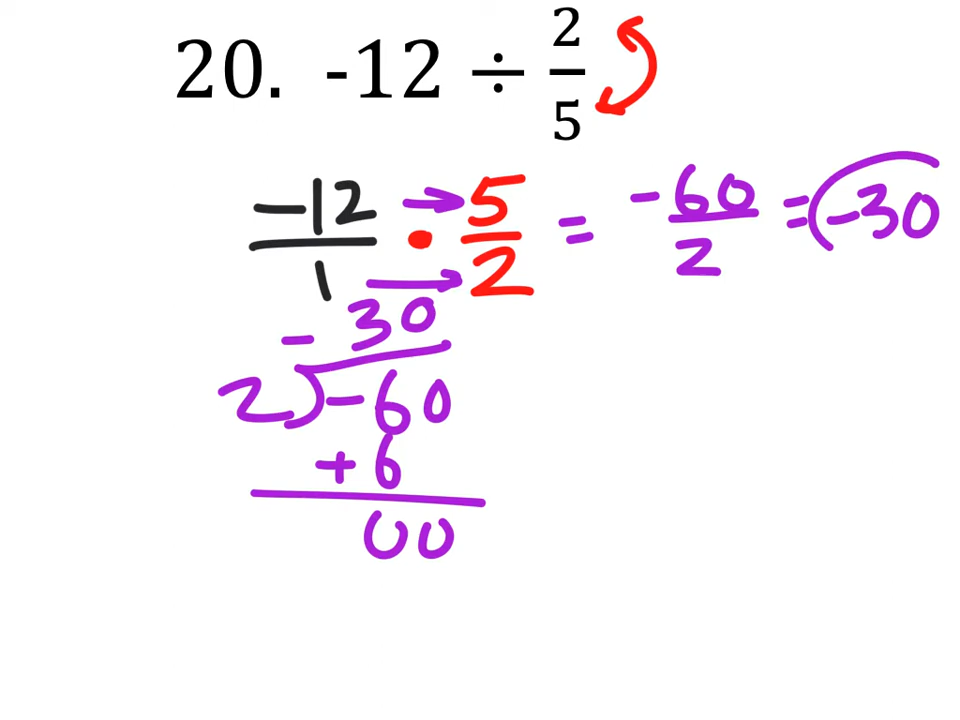 20. -12 ÷ 2/5
-12/1 · 5/2 = -60/2 = -30
-30
2)-60
+6
00